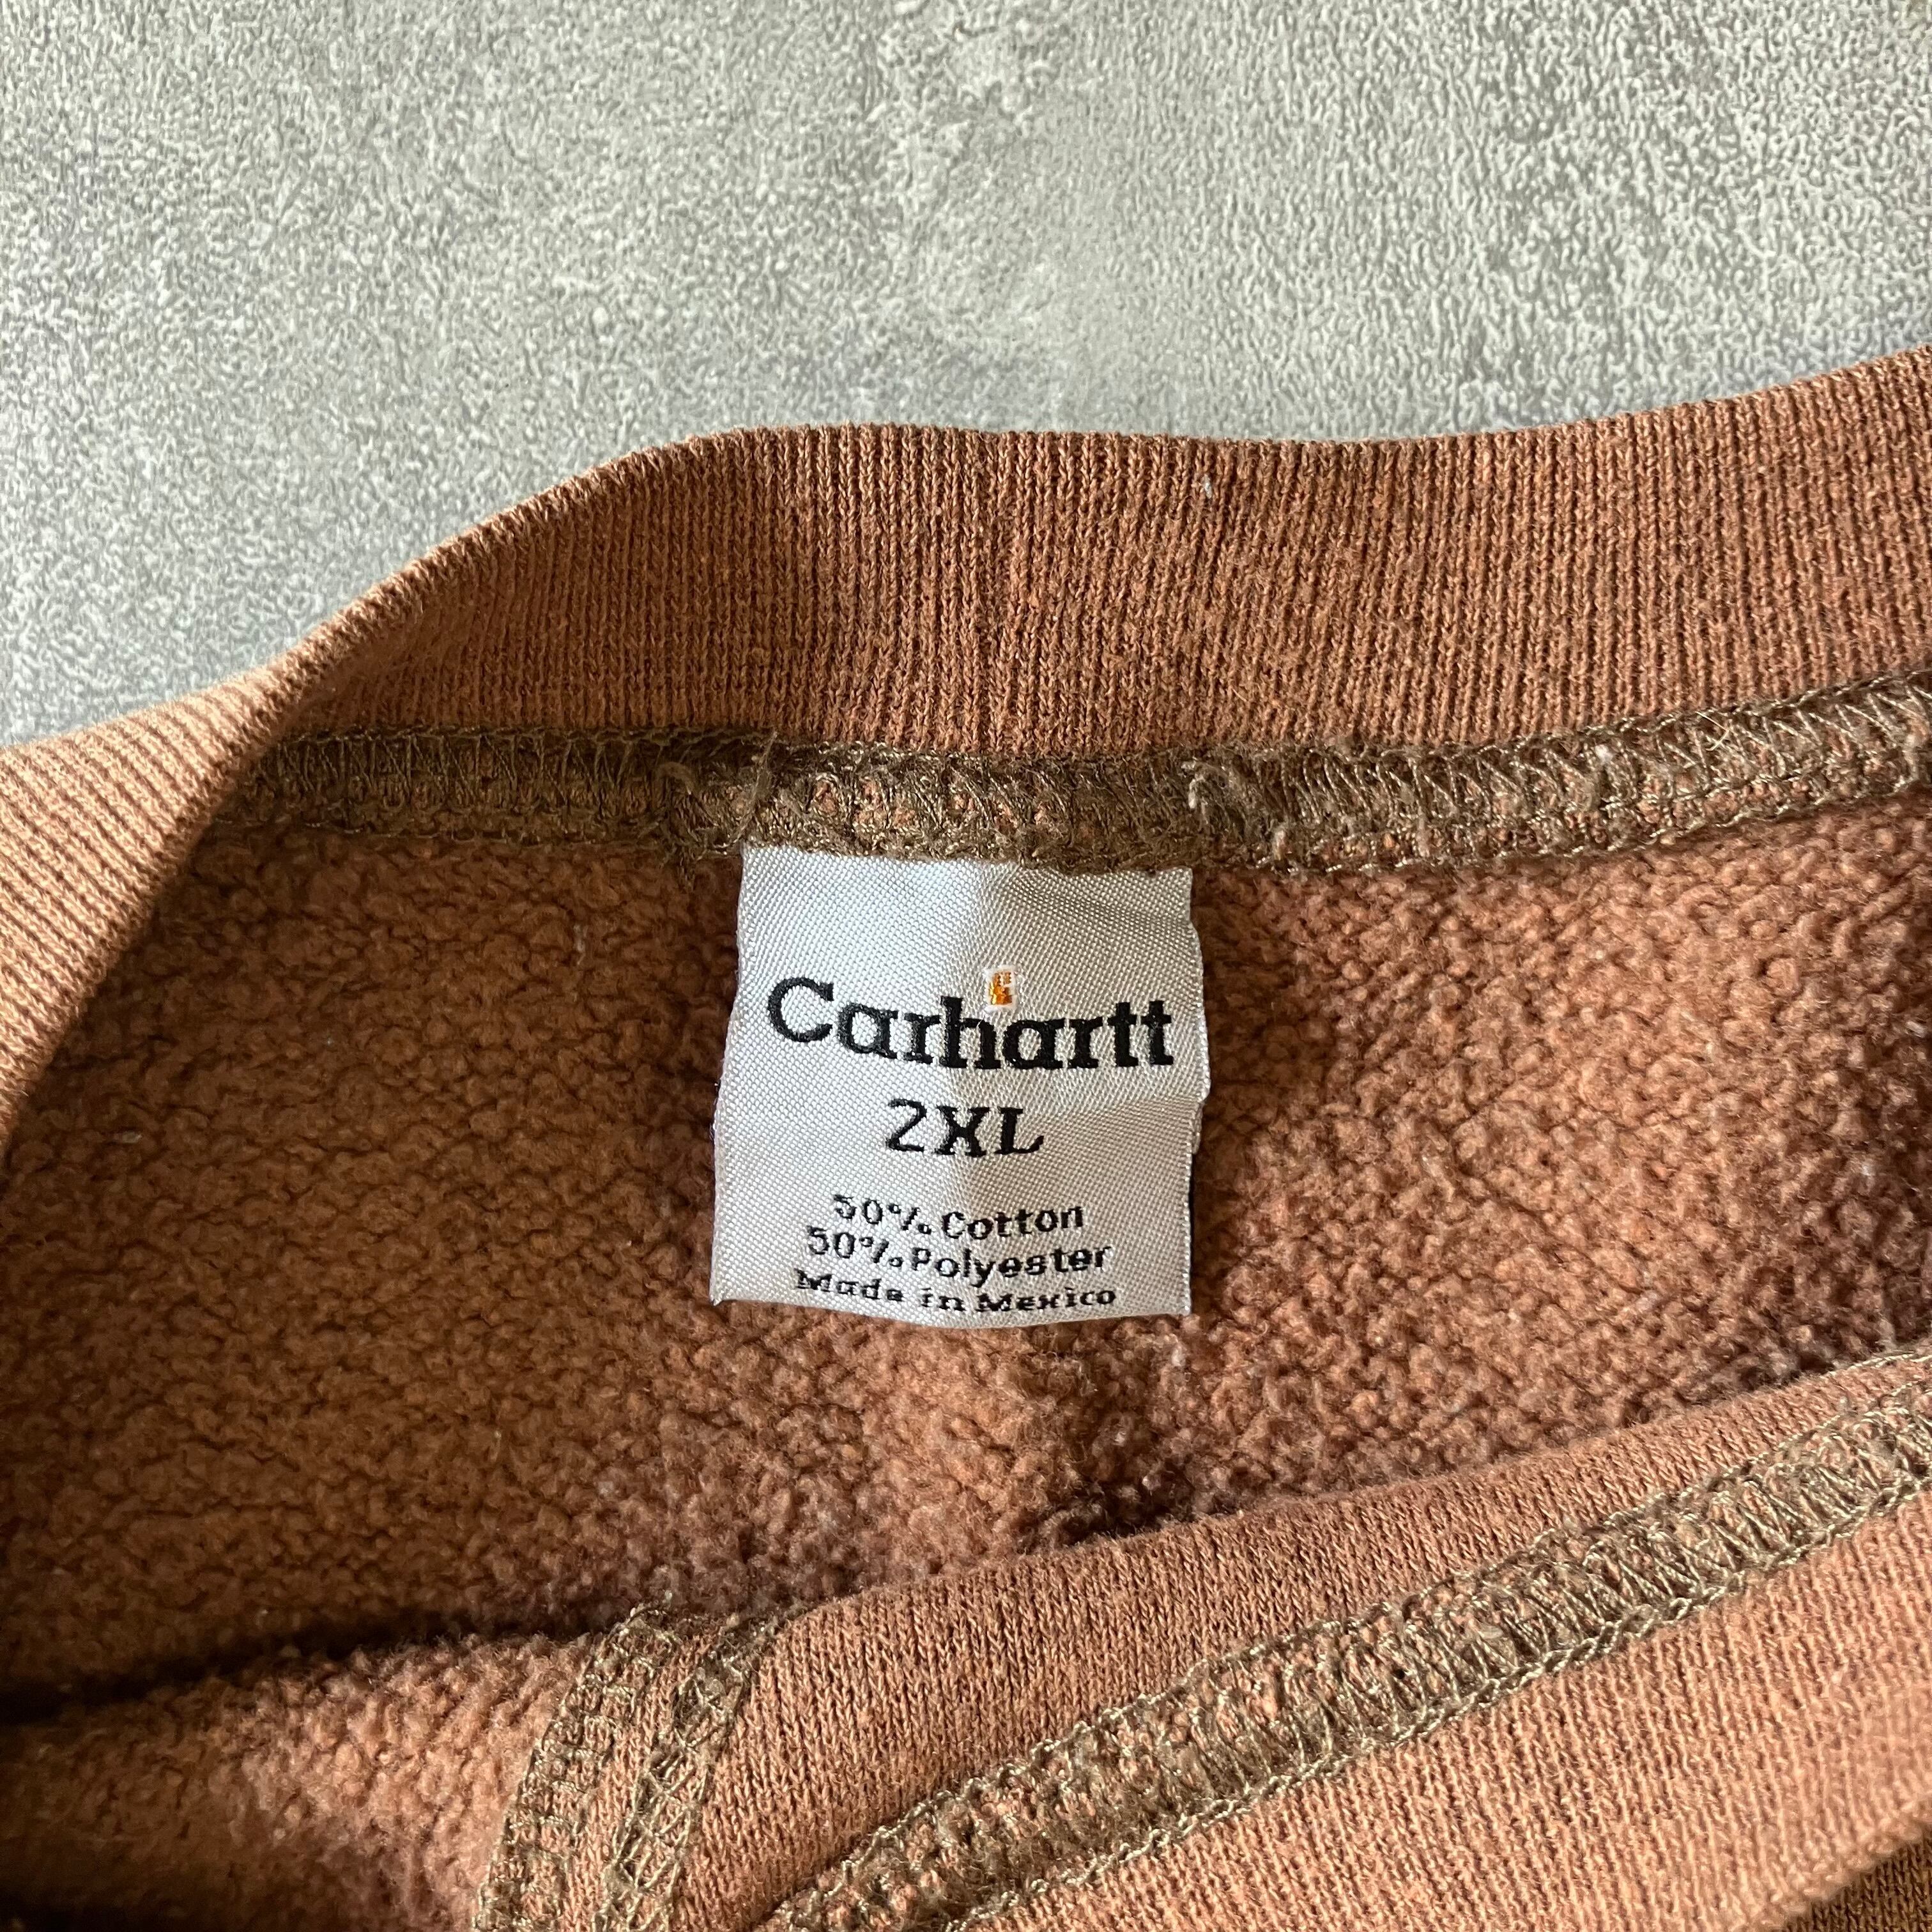 Carhartt
2XL
50% Cotton
50% Polyester
Made in Mexico